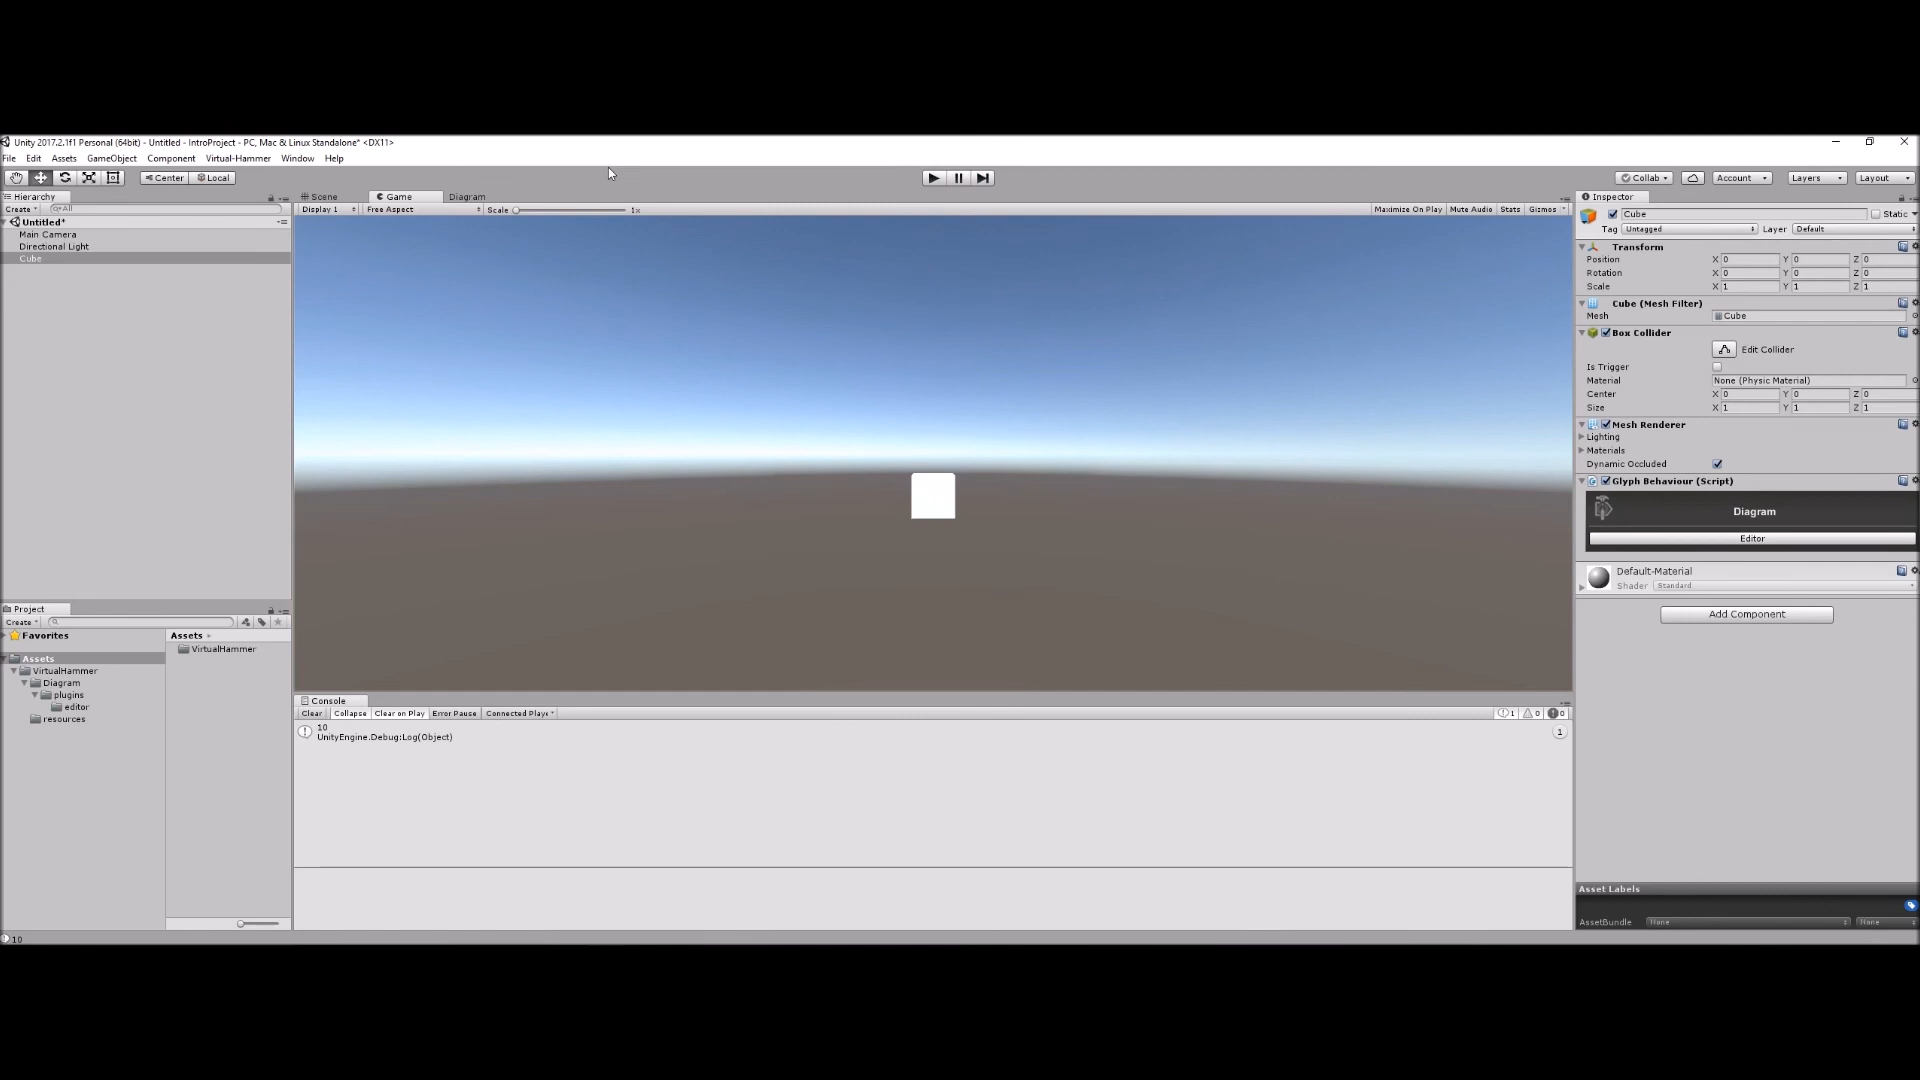 Unity 2017.2.1f1 Personal (64bit) - Untitled - IntroProject - PC, Mac & Linux Standalone* <DX11>
File Edit Assets GameObject Component Virtual-Hammer Window Help
Center Local Collab Account Layers Layout
Hierarchy Scene Game Diagram Inspector
Create All Display 1 Free Aspect Scale 1x Maximize On Play Mute Audio Stats Gizmos
Untitled*
Main Camera
Directional Light
Cube
Cube Static
Tag Untagged Layer Default
Transform
Position X 0 Y 0 Z 0
Rotation X 0 Y 0 Z 0
Scale X 1 Y 1 Z 1
Cube (Mesh Filter)
Mesh Cube
Box Collider
Edit Collider
Is Trigger
Material None (Physic Material)
Center X 0 Y 0 Z 0
Size X 1 Y 1 Z 1
Mesh Renderer
Lighting
Materials
Dynamic Occluded
Glyph Behaviour (Script)
Diagram
Editor
Default-Material
Shader Standard
Add Component
Project
Create
Favorites
Assets
VirtualHammer
Diagram
plugins
editor
resources
Assets
VirtualHammer
Console
Clear Collapse Clear on Play Error Pause Connected Playe 1 0 0
10
UnityEngine.Debug:Log(Object) 1
Asset Labels
AssetBundle None None
10